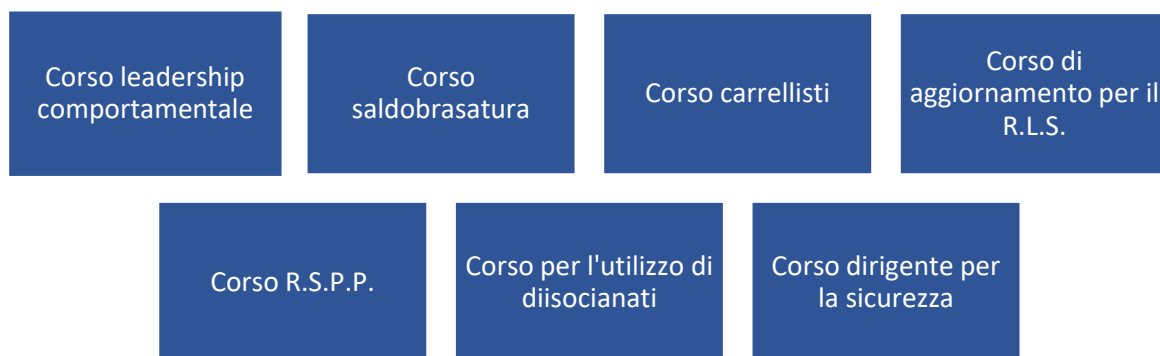 Corso leadership
comportamentale
Corso
saldobrasatura
Corso carrellisti
Corso di
aggiornamento per il
R.L.S.
Corso R.S.P.P.
Corso per l'utilizzo di
diisocianati
Corso dirigente per
la sicurezza